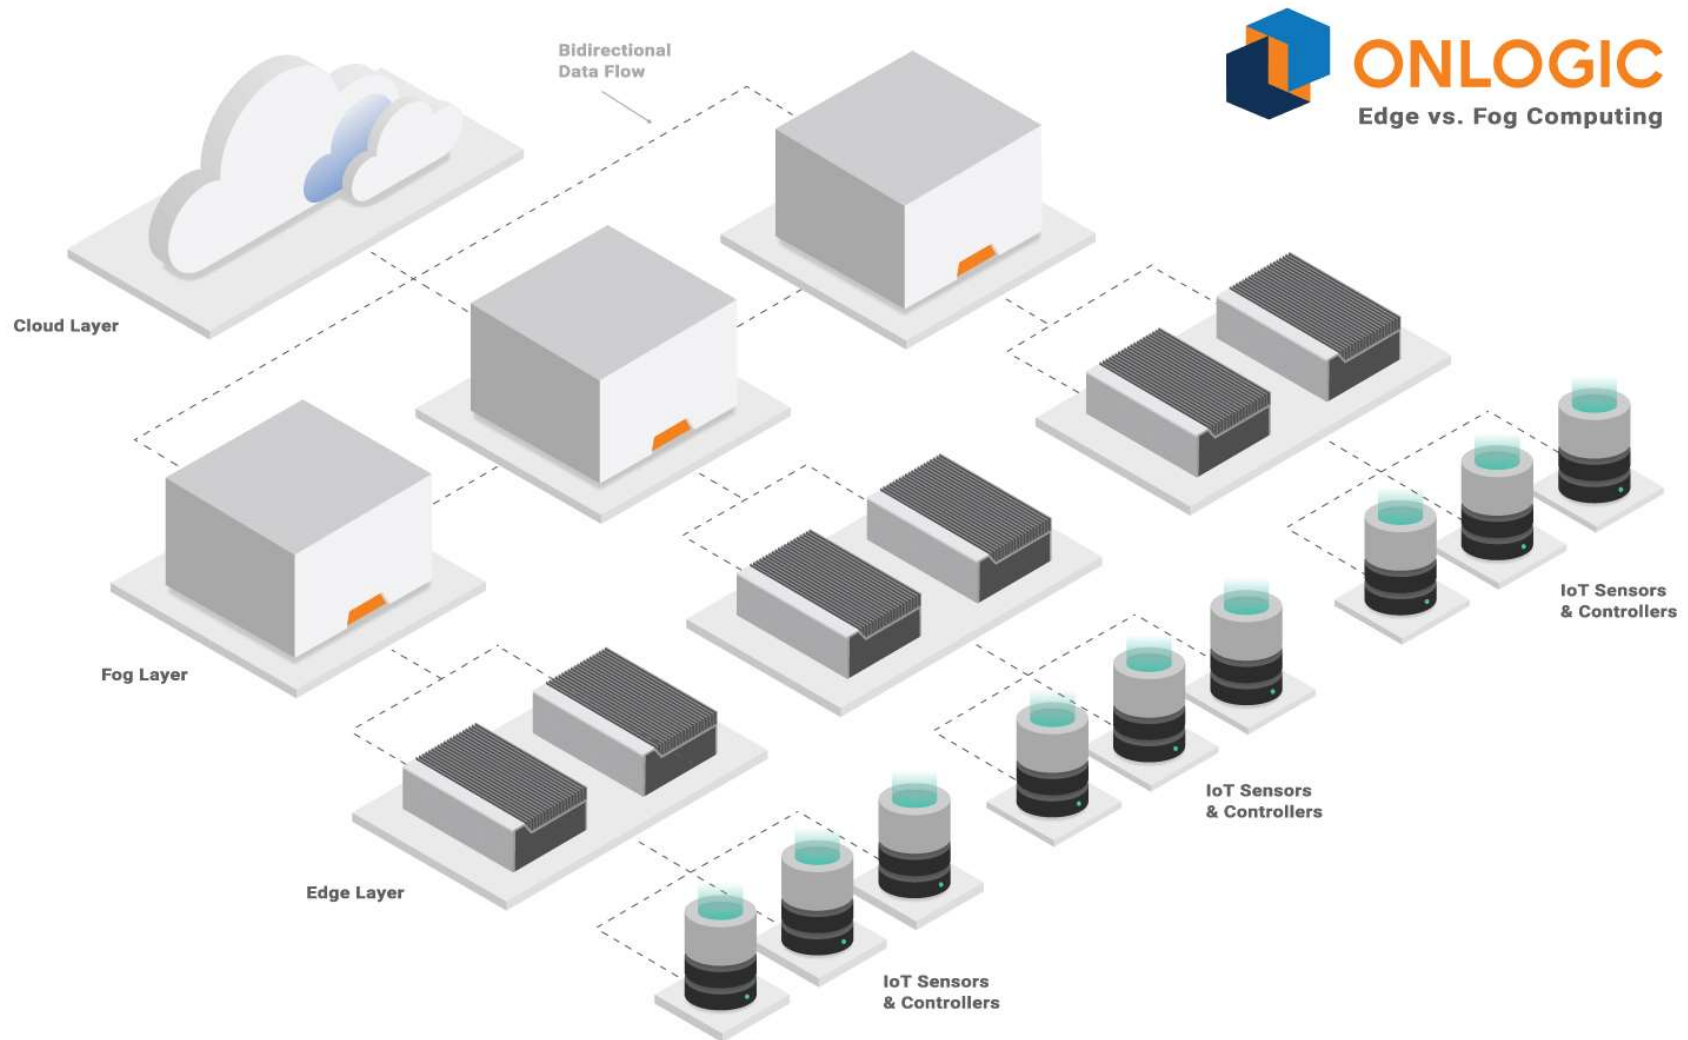 Bidirectional
Data Flow
ONLOGIC
Edge vs. Fog Computing
Cloud Layer
Fog Layer
Edge Layer
IoT Sensors
& Controllers
IoT Sensors
& Controllers
IoT Sensors
& Controllers